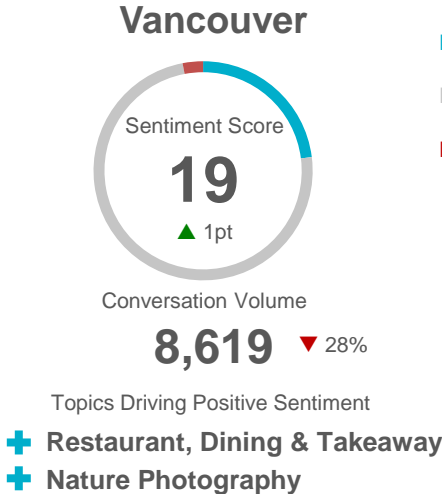 Vancouver
Sentiment Score
19
▲ 1pt
Conversation Volume
8,619 ▼ 28%
Topics Driving Positive Sentiment
Restaurant, Dining & Takeaway
Nature Photography